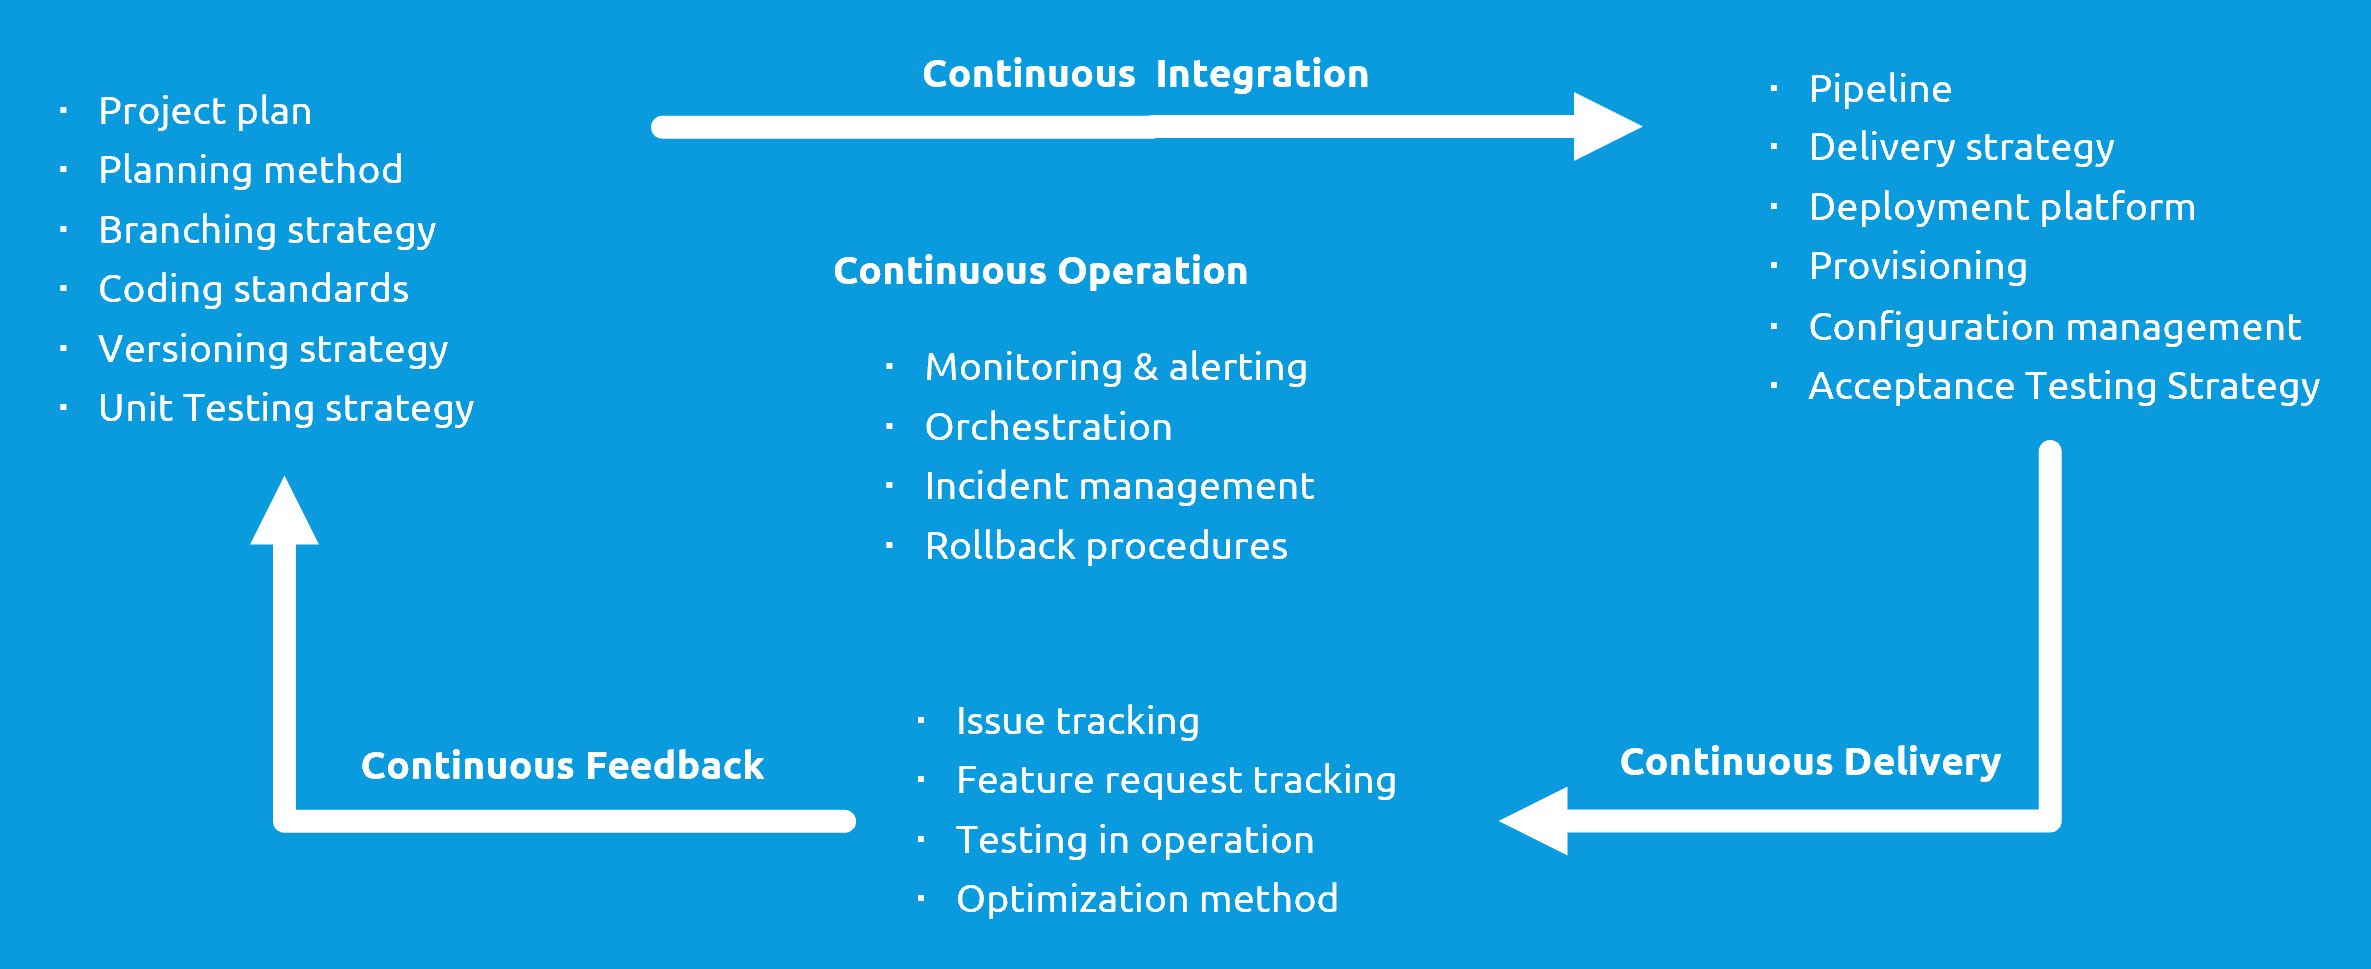 Continuous Integration
· Project plan
· Planning method
· Branching strategy
· Coding standards
· Versioning strategy
· Unit Testing strategy
· Pipeline
· Delivery strategy
· Deployment platform
· Provisioning
· Configuration management
· Acceptance Testing Strategy
Continuous Operation
· Monitoring & alerting
· Orchestration
· Incident management
· Rollback procedures
Continuous Delivery
· Issue tracking
· Feature request tracking
· Testing in operation
· Optimization method
Continuous Feedback